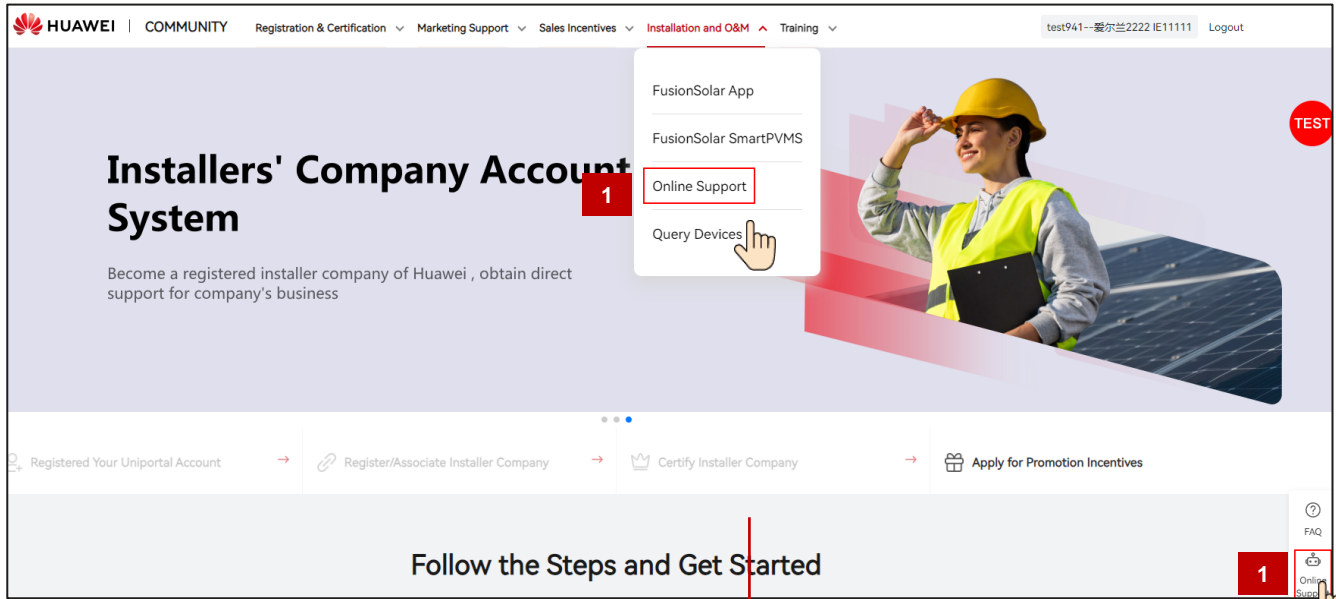 HUAWEI | COMMUNITY Registration & Certification Marketing Support Sales Incentives Installation and O&M Training test941--爱尔兰2222 IE11111 Logout
FusionSolar App
FusionSolar SmartPVMS
TEST
Installers' Company Account
System
1
Online Support
Query Devices
Become a registered installer company of Huawei , obtain direct
support for company's business
Registered Your Uniportal Account → Register/Associate Installer Company → Certify Installer Company → Apply for Promotion Incentives
FAQ
Follow the Steps and Get Started
1
Online
Support